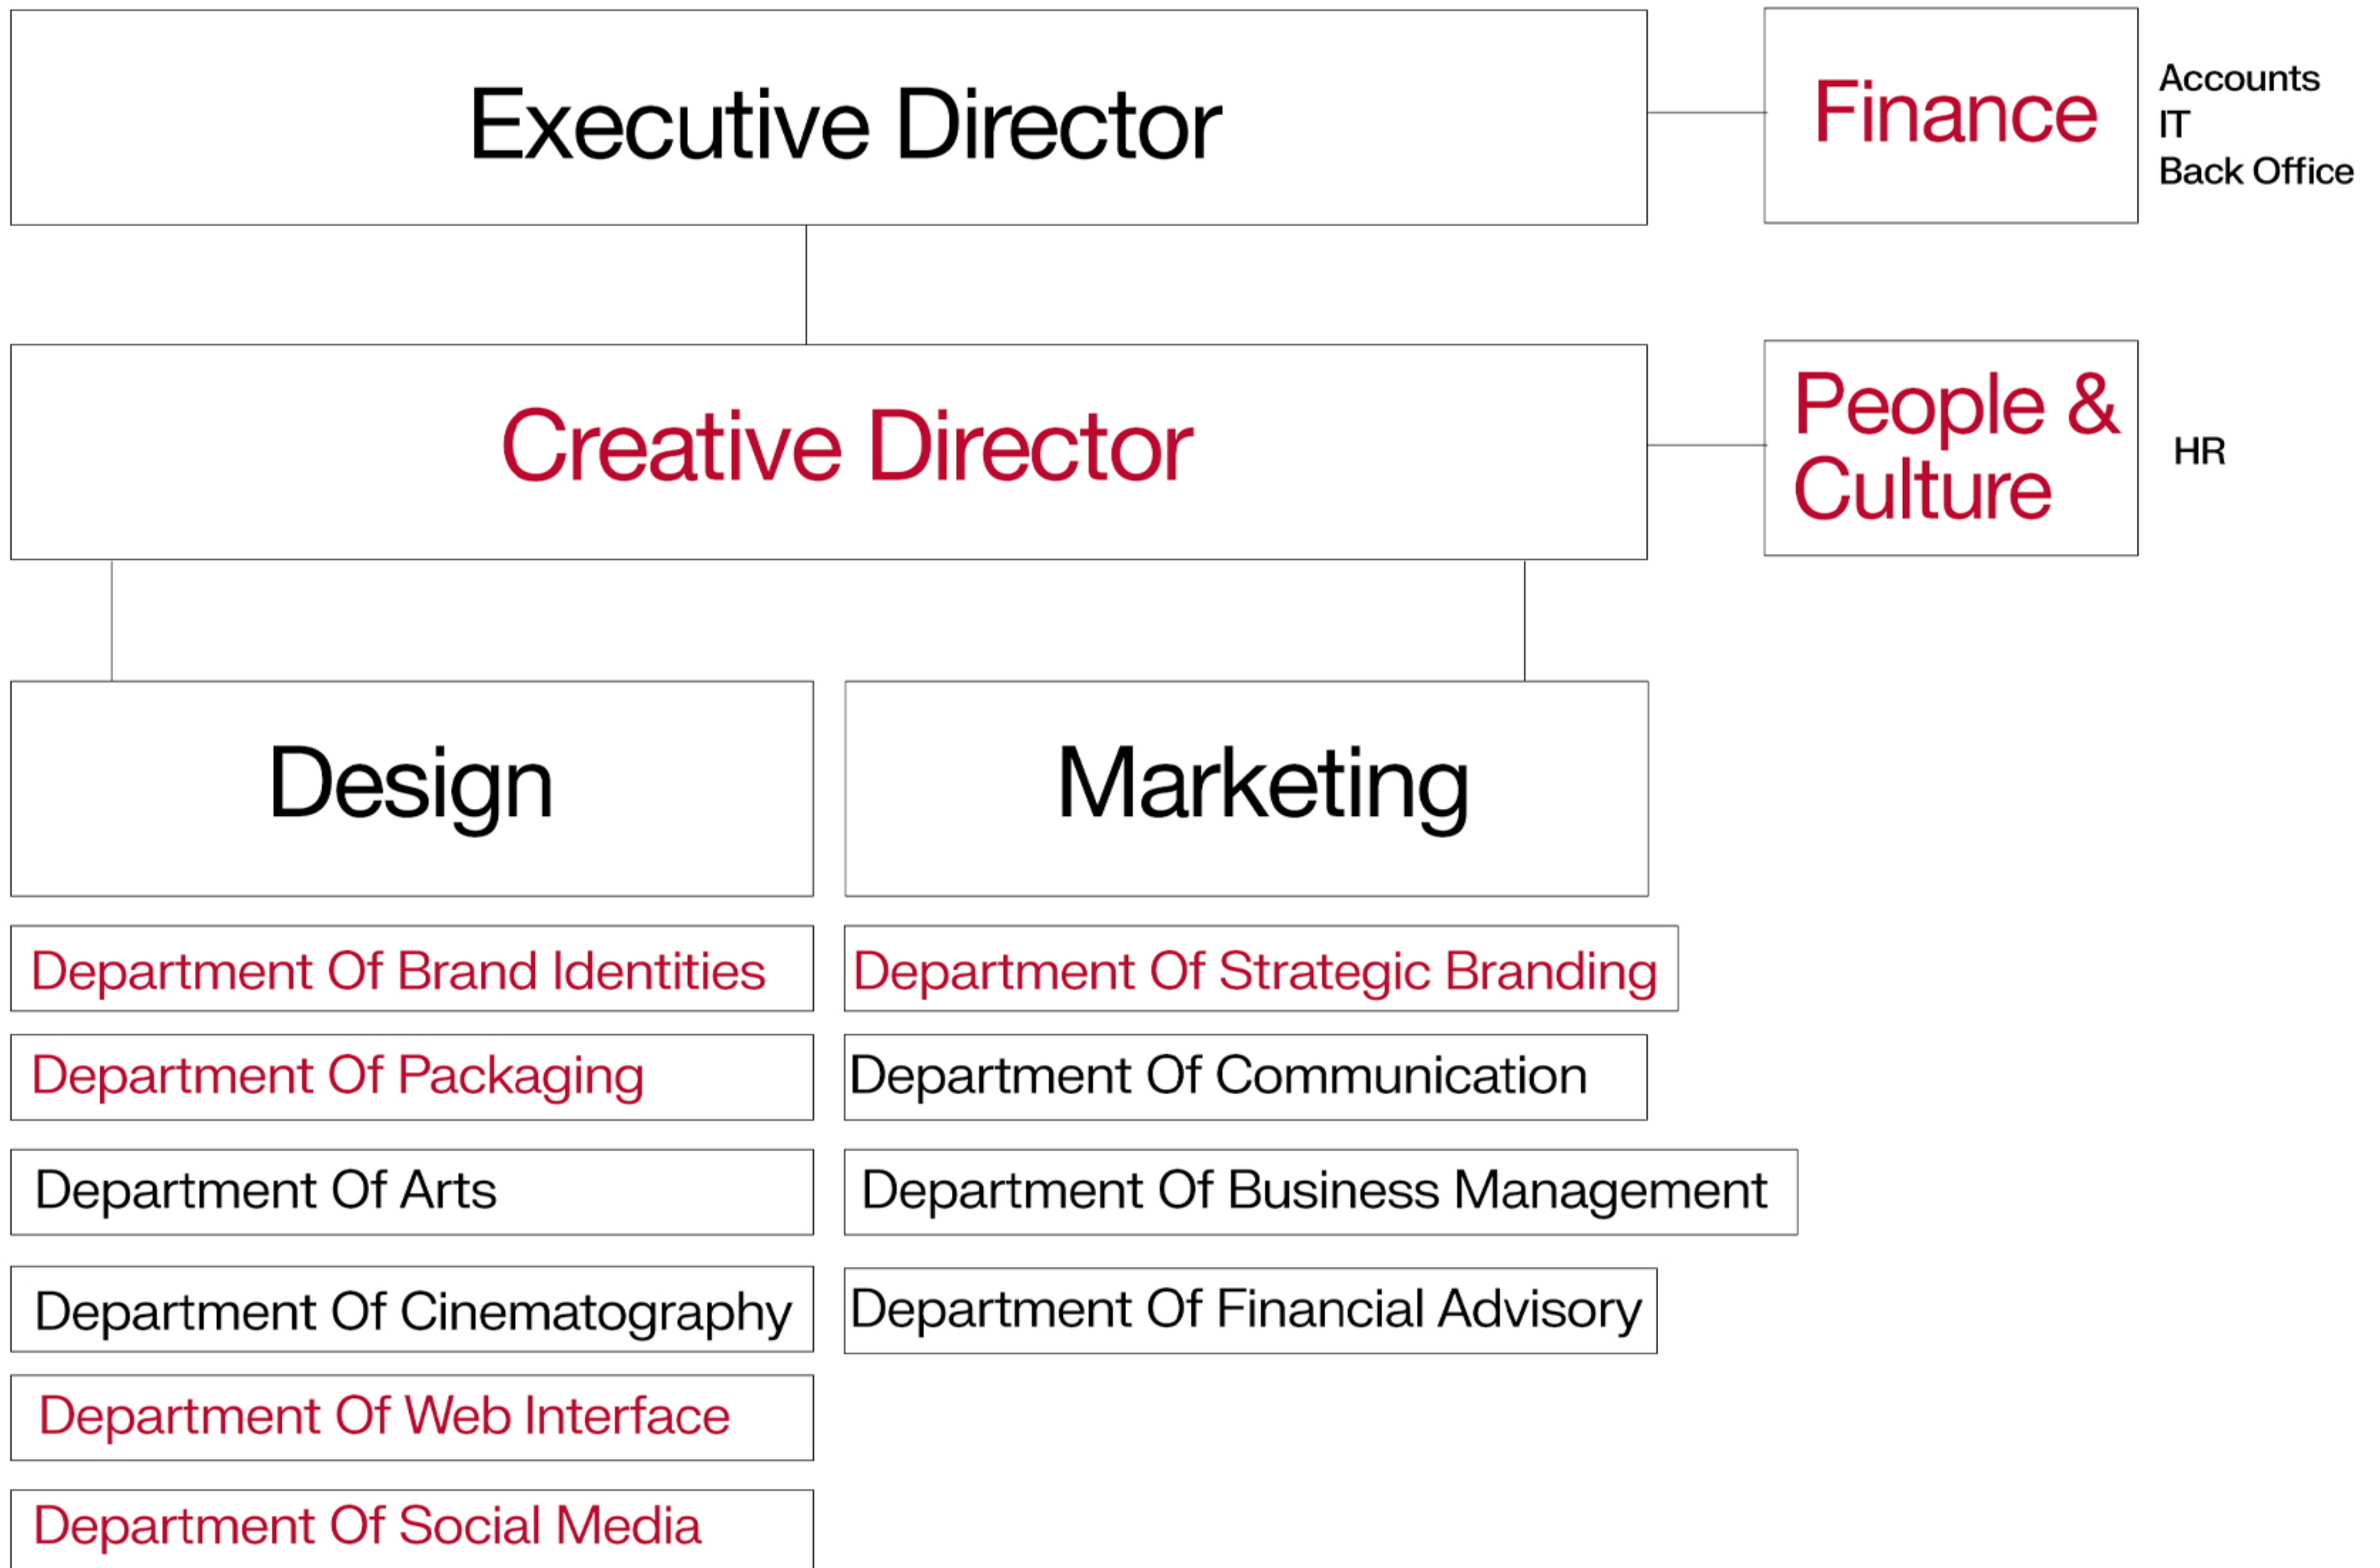 Executive Director
Finance
Accounts
IT
Back Office
Creative Director
People &
Culture
HR
Design
Marketing
Department Of Brand Identities
Department Of Strategic Branding
Department Of Packaging
Department Of Communication
Department Of Arts
Department Of Business Management
Department Of Cinematography
Department Of Financial Advisory
Department Of Web Interface
Department Of Social Media